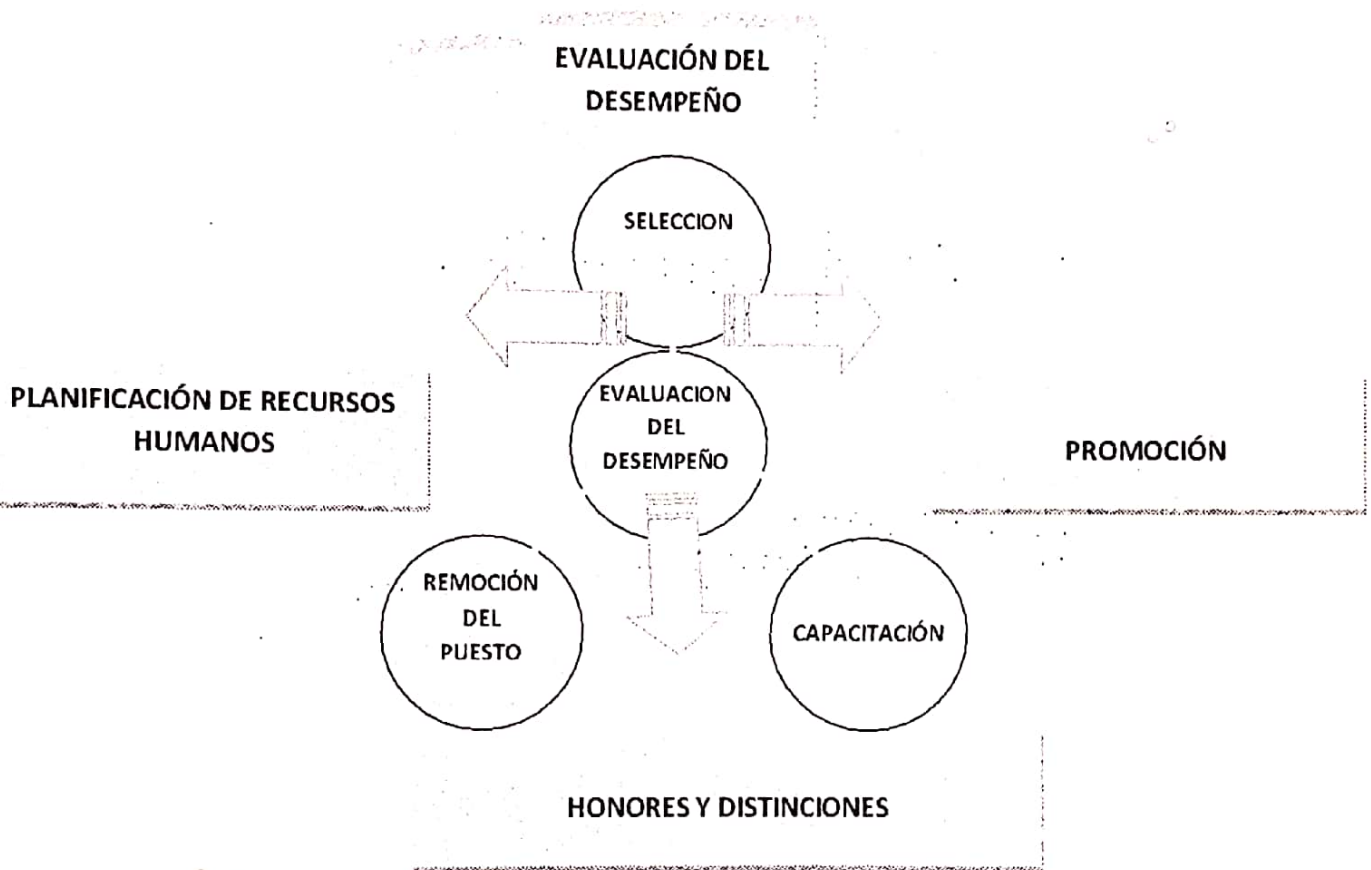 EVALUACIÓN DEL
DESEMPEÑO
SELECCION
PLANIFICACIÓN DE RECURSOS
HUMANOS
EVALUACION
DEL
DESEMPEÑO
PROMOCIÓN
REMOCIÓN
DEL
PUESTO
CAPACITACIÓN
HONORES Y DISTINCIONES